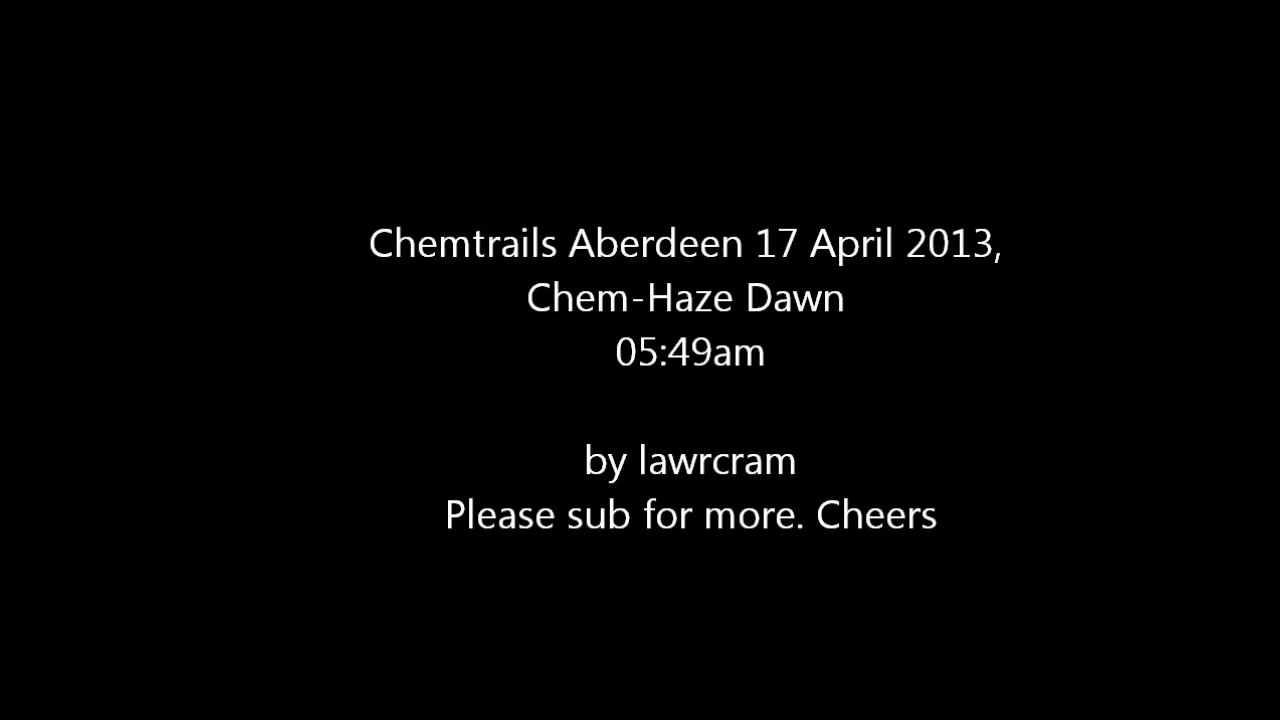 Chemtrails Aberdeen 17 April 2013,
Chem-Haze Dawn
05:49am
by lawrcram
Please sub for more. Cheers